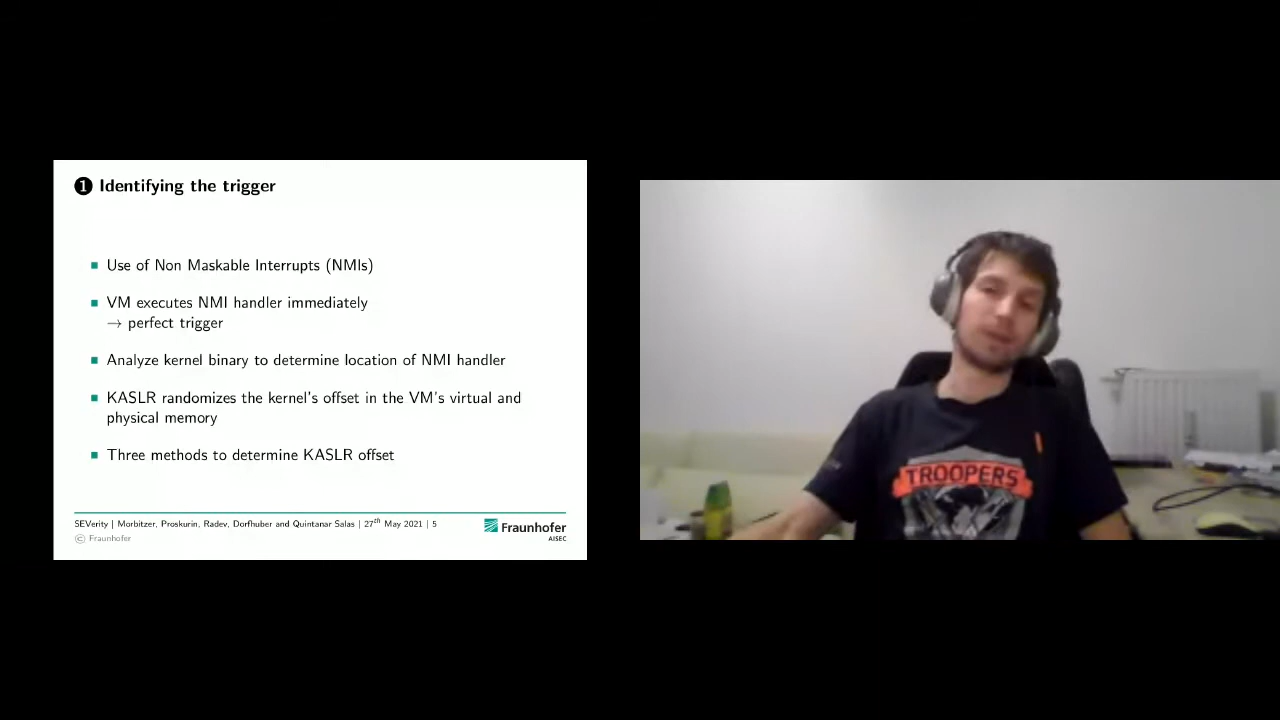 1 Identifying the trigger
Use of Non Maskable Interrupts (NMIs)
VM executes NMI handler immediately
→ perfect trigger
Analyze kernel binary to determine location of NMI handler
KASLR randomizes the kernel's offset in the VM's virtual and
physical memory
Three methods to determine KASLR offset
SEVerity | Morbitzer, Proskurin, Radev, Dorfhuber and Quintanar Salas | 27th May 2021 | 5
© Fraunhofer
Fraunhofer
AISEC
TROOPERS